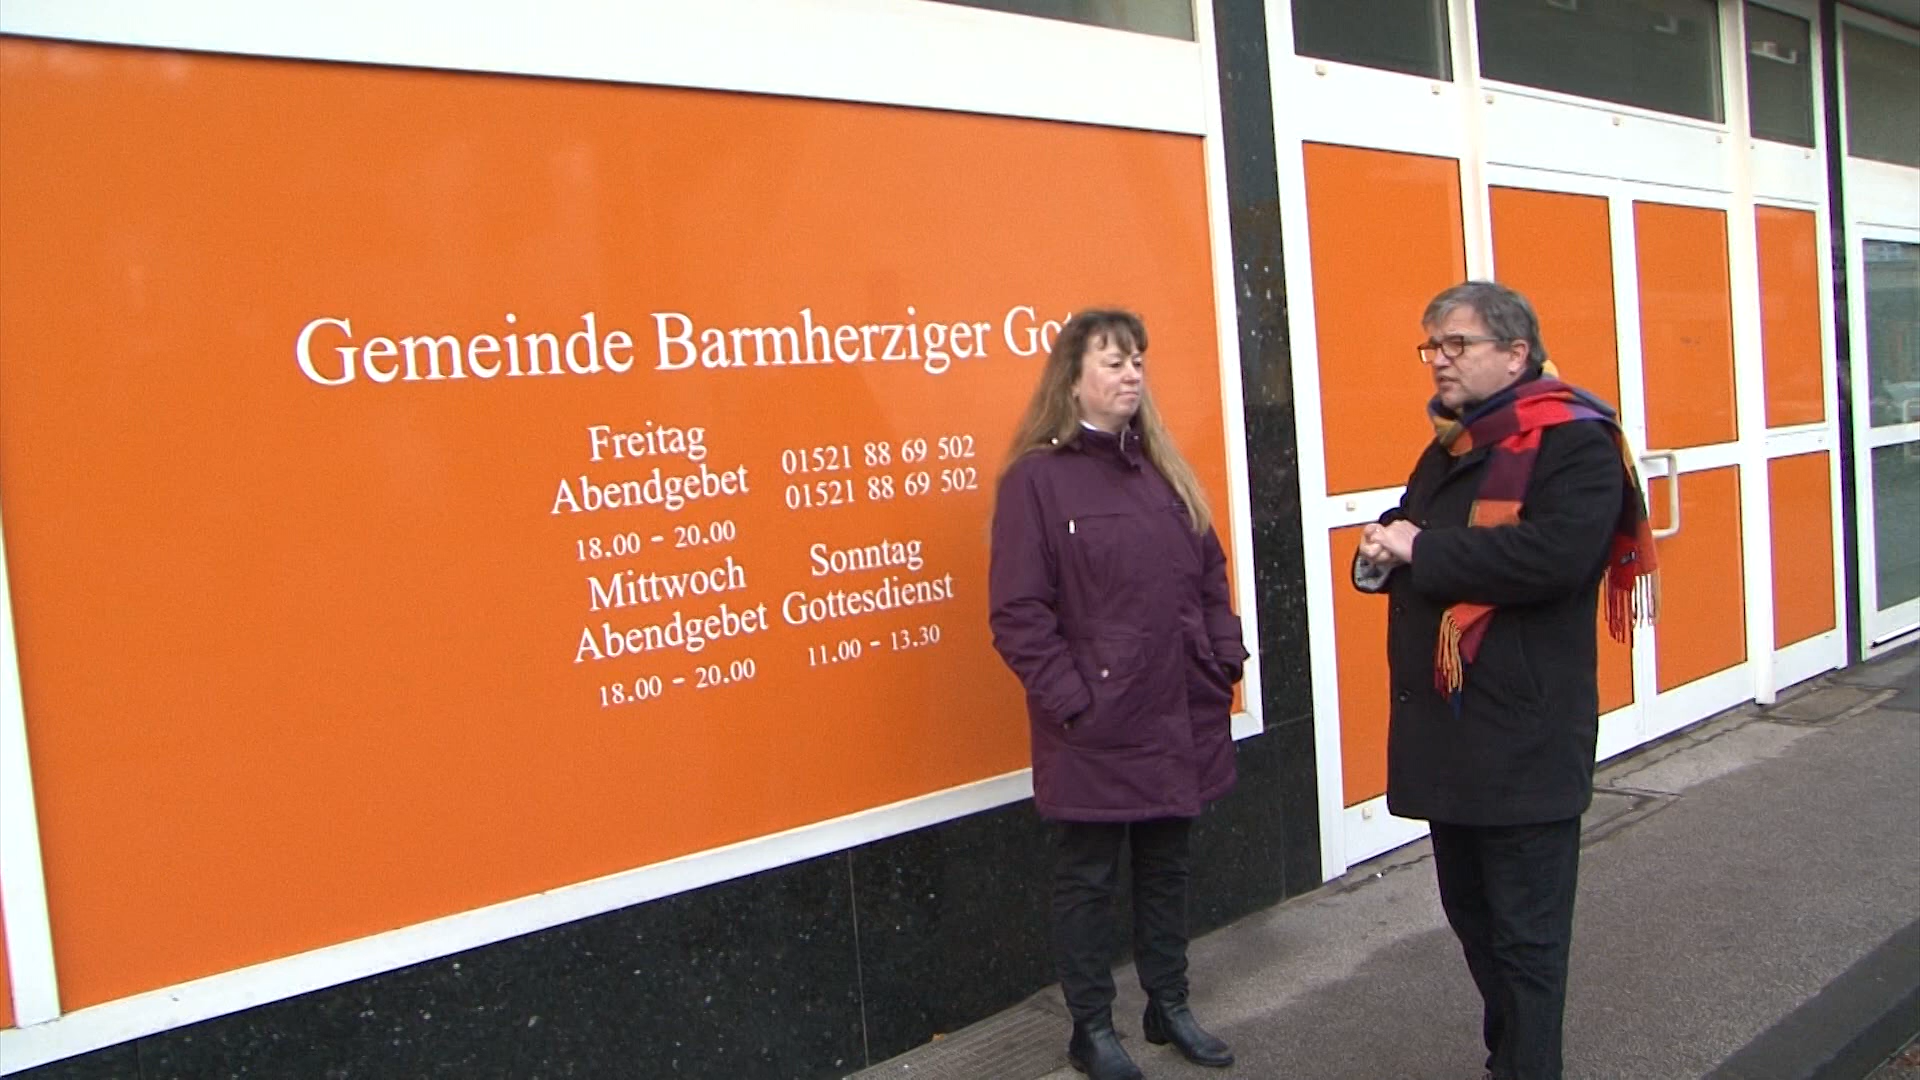 Gemeinde Barmherziger
Freitag
Abendgebet
18.00 - 20.00
Mittwoch
Abendgebet
18.00 - 20.00
01521 88 69 502
01521 88 69 502
Sonntag
Gottesdienst
11.00 - 13.30